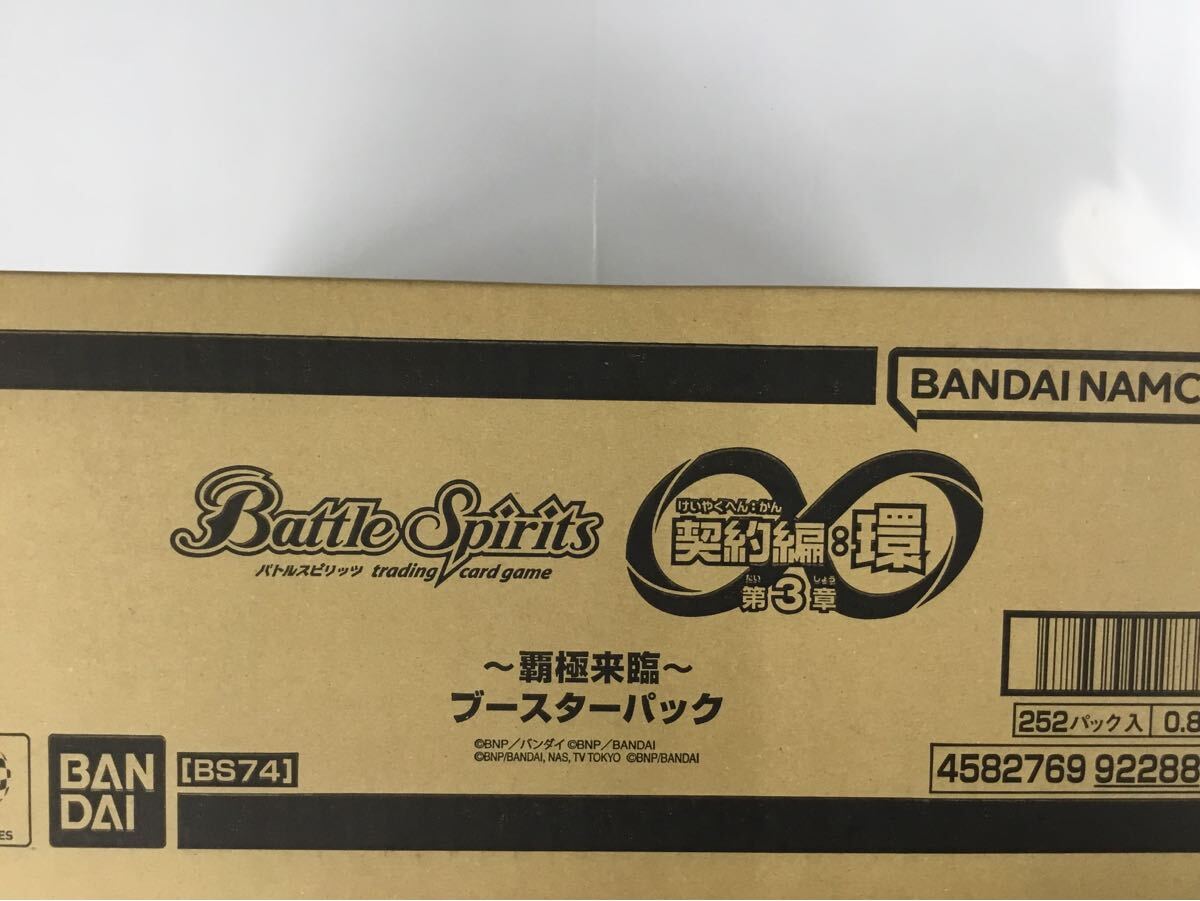 BANDAI NAMC
Battle Spirits
バトルスピリッツ trading card game
けいやくへん:かん
契約編:環
だい しょう
第3章
～覇極来臨～
ブースターパック
©BNP／バンダイ ©BNP／BANDAI
©BNP/BANDAI, NAS, TV TOKYO ©BNP/BANDAI
252パック入 0.8
4582769 92288
ES
BAN
DAI
[BS74]